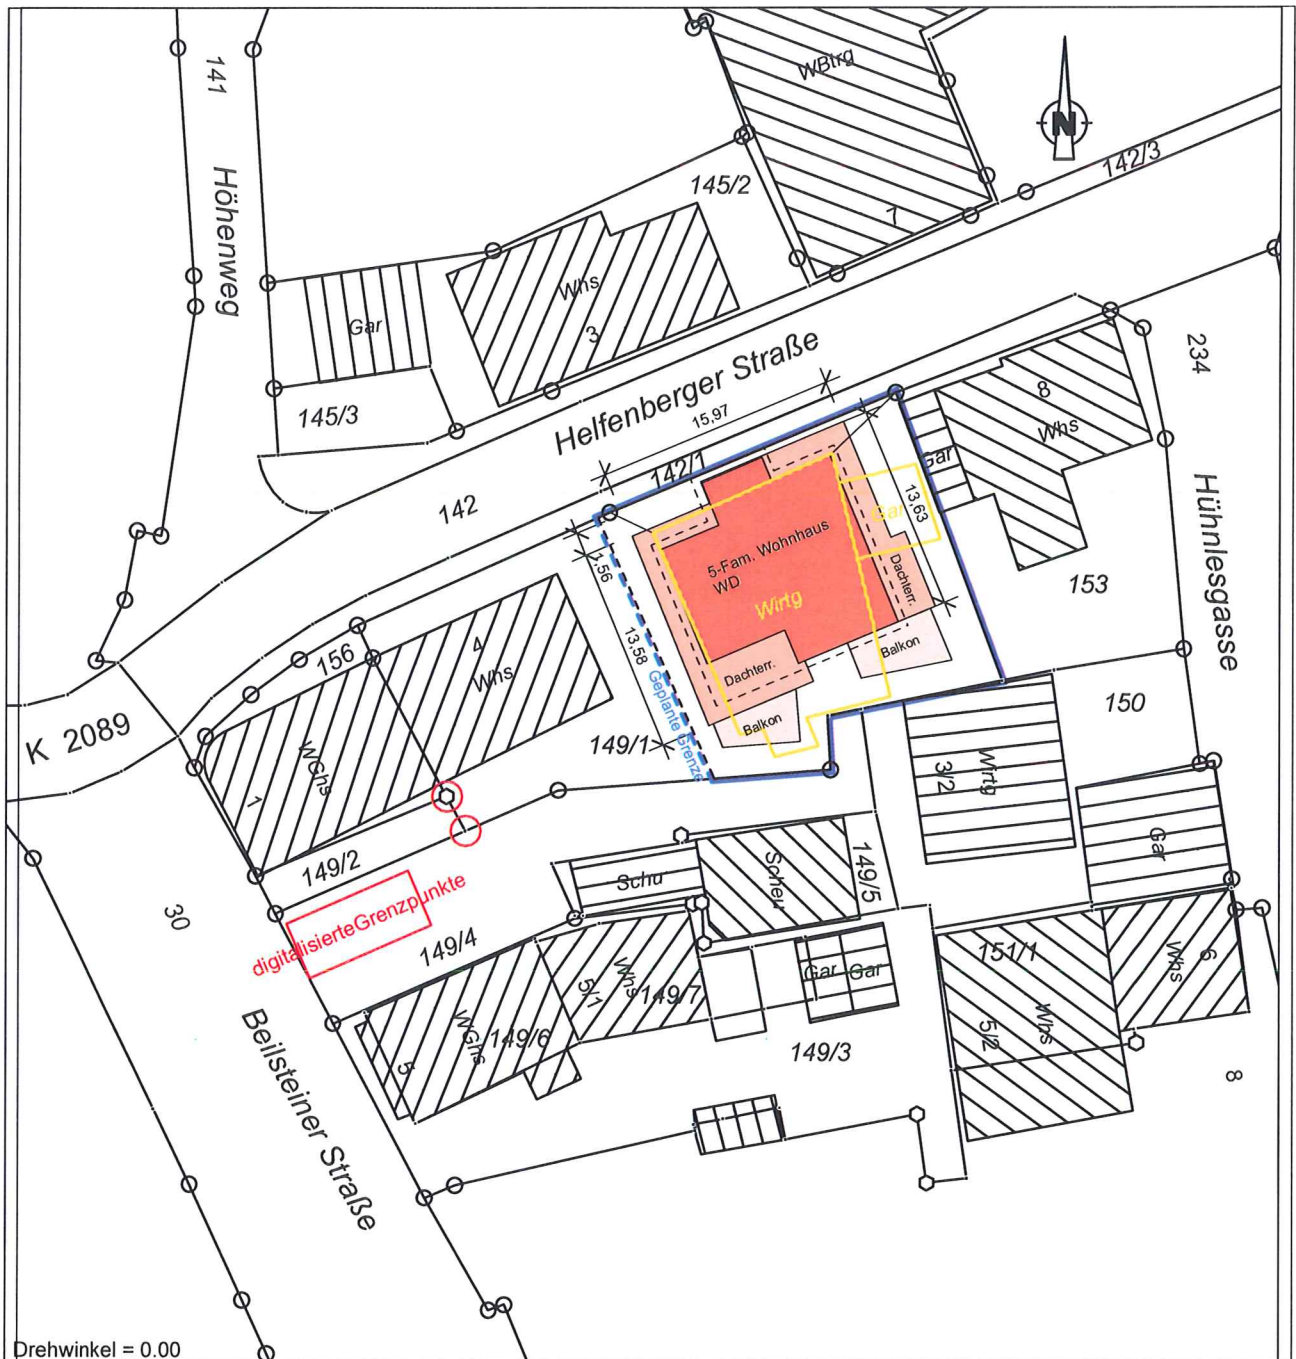 141
Höhenweg
WBtrg
7
N
142/3
145/2
Whs
3
Gar
145/3
Helfenberger Straße
15,97
142/1
142
8
Whs
Gar
234
Hühnlesgasse
13,63
Gar
5-Fam. Wohnhaus
WD
Wirtg
Dachterr.
Balkon
Dachterr.
Balkon
13,58
Geplante Grenze
153
156
4
Whs
K 2089
149/1
150
WGhs
1
Wirtg
3/2
149/2
Gar
Schu
Scheu
149/5
30
digitalisierteGrenzpunkte
149/4
Whs
5/1
149/7
Gar
Gar
151/1
Whs
5/2
Whs
6
WGhs
5
149/6
149/3
8
Beilsteiner Straße
Drehwinkel = 0.00